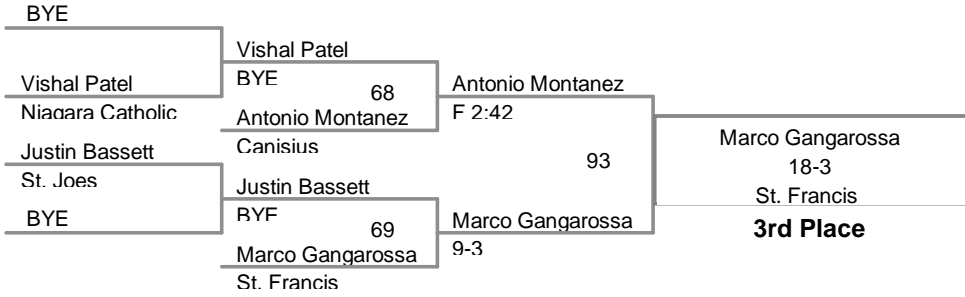 BYE
Vishal Patel
Niagara Catholic
Justin Bassett
St. Joes
BYE
Vishal Patel
BYE
68
Antonio Montanez
Canisius
Justin Bassett
BYE
69
Marco Gangarossa
St. Francis
Antonio Montanez
F 2:42
93
Marco Gangarossa
9-3
Marco Gangarossa
18-3
St. Francis
3rd Place